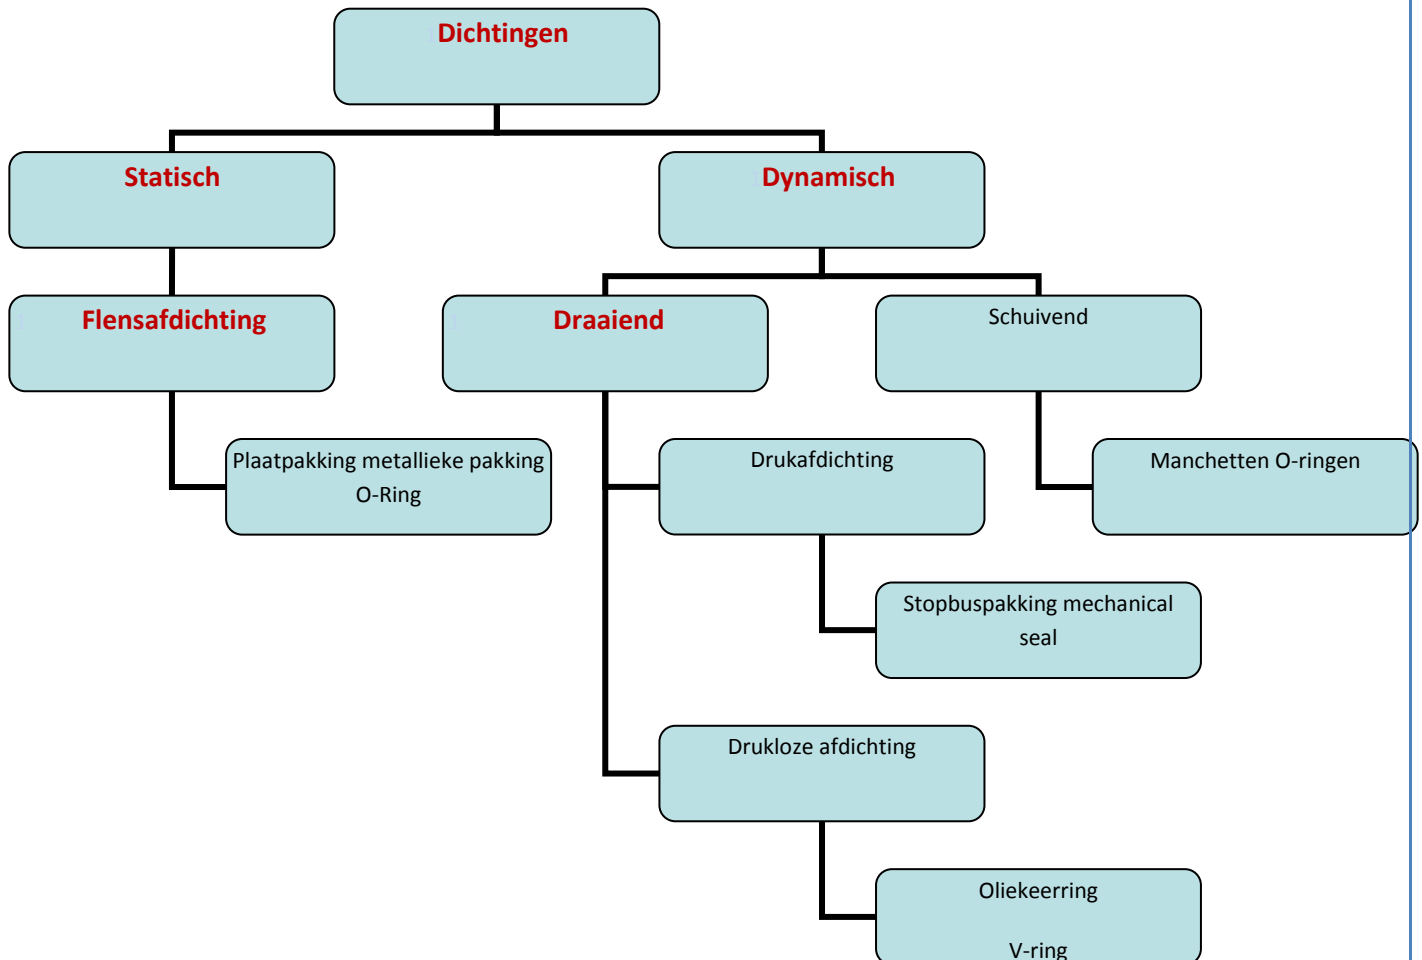 Dichtingen
Statisch
Dynamisch
Flensafdichting
Draaiend
Schuivend
Plaatpakking metallieke pakking
O-Ring
Drukafdichting
Manchetten O-ringen
Stopbuspakking mechanical
seal
Drukloze afdichting
Oliekeerring
V-ring